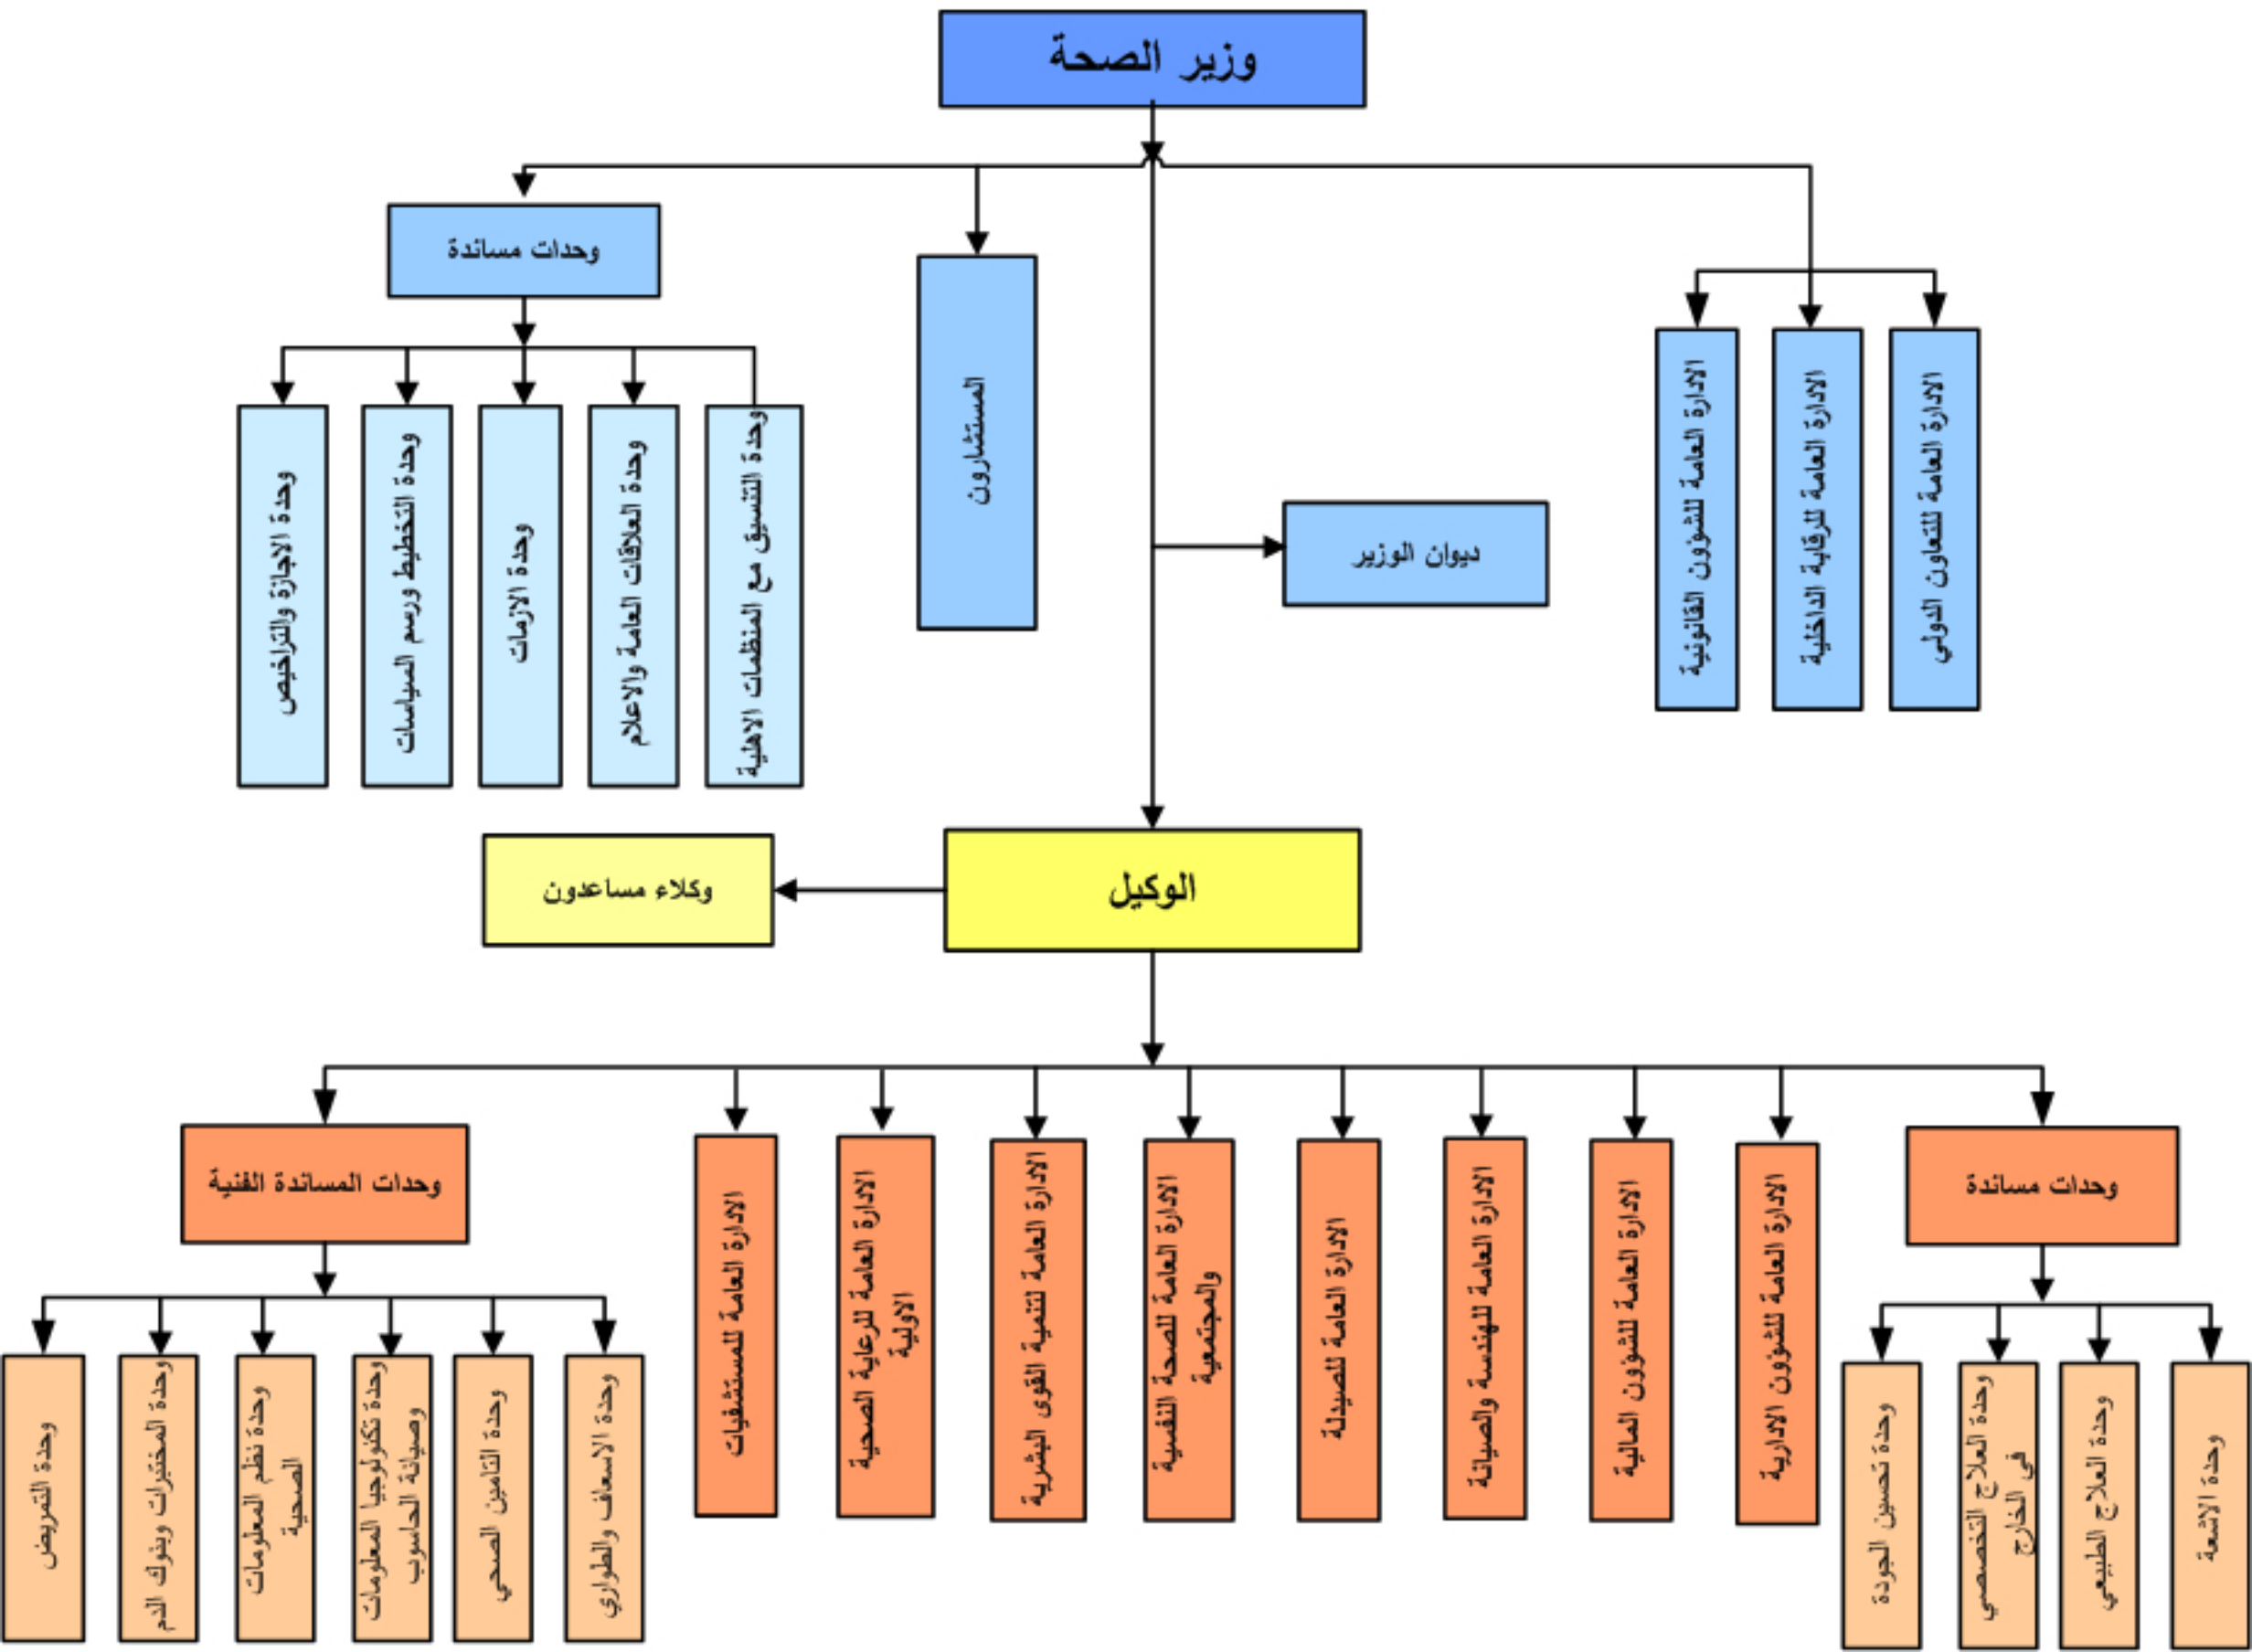 وزير الصحة
وحدات مساندة
المستشارون
الادارة العامة للتعاون الدولي
الادارة العامة للرقابة الداخلية
الادارة العامة للشؤون القانونية
وحدة التنسيق مع المنظمات الاهلية
وحدة العلاقات العامة والاعلام
وحدة الازمات
وحدة التخطيط ورسم السياسات
وحدة الاجازة والتراخيص
ديوان الوزير
الوكيل
وكلاء مساعدون
وحدات مساندة
الادارة العامة للشؤون الادارية
الادارة العامة للشؤون المالية
الادارة العامة للهندسة والصيانة
الادارة العامة للصيدلة
الادارة العامة للصحة النفسية
والمجتمعية
الادارة العامة لتنمية القوى البشرية
الادارة العامة للرعاية الصحية
الاولية
الادارة العامة للمستشفيات
وحدات المساندة الفنية
وحدة الاشعة
وحدة العلاج الطبيعي
وحدة العلاج التخصصي
في الخارج
وحدة تحسين الجودة
وحدة الاسعاف والطواري
وحدة التامين الصحي
وحدة تكنولوجيا المعلومات
وصيانة الحاسوب
وحدة نظم المعلومات
الصحية
وحدة المختبرات وبنوك الدم
وحدة التمريض